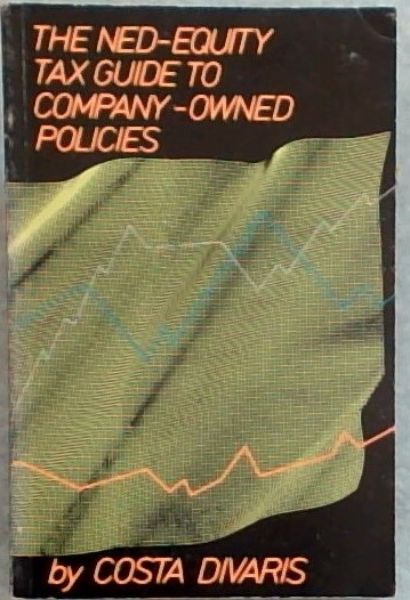 THE NED-EQUITY
TAX GUIDE TO
COMPANY-OWNED
POLICIES
by COSTA DIVARIS